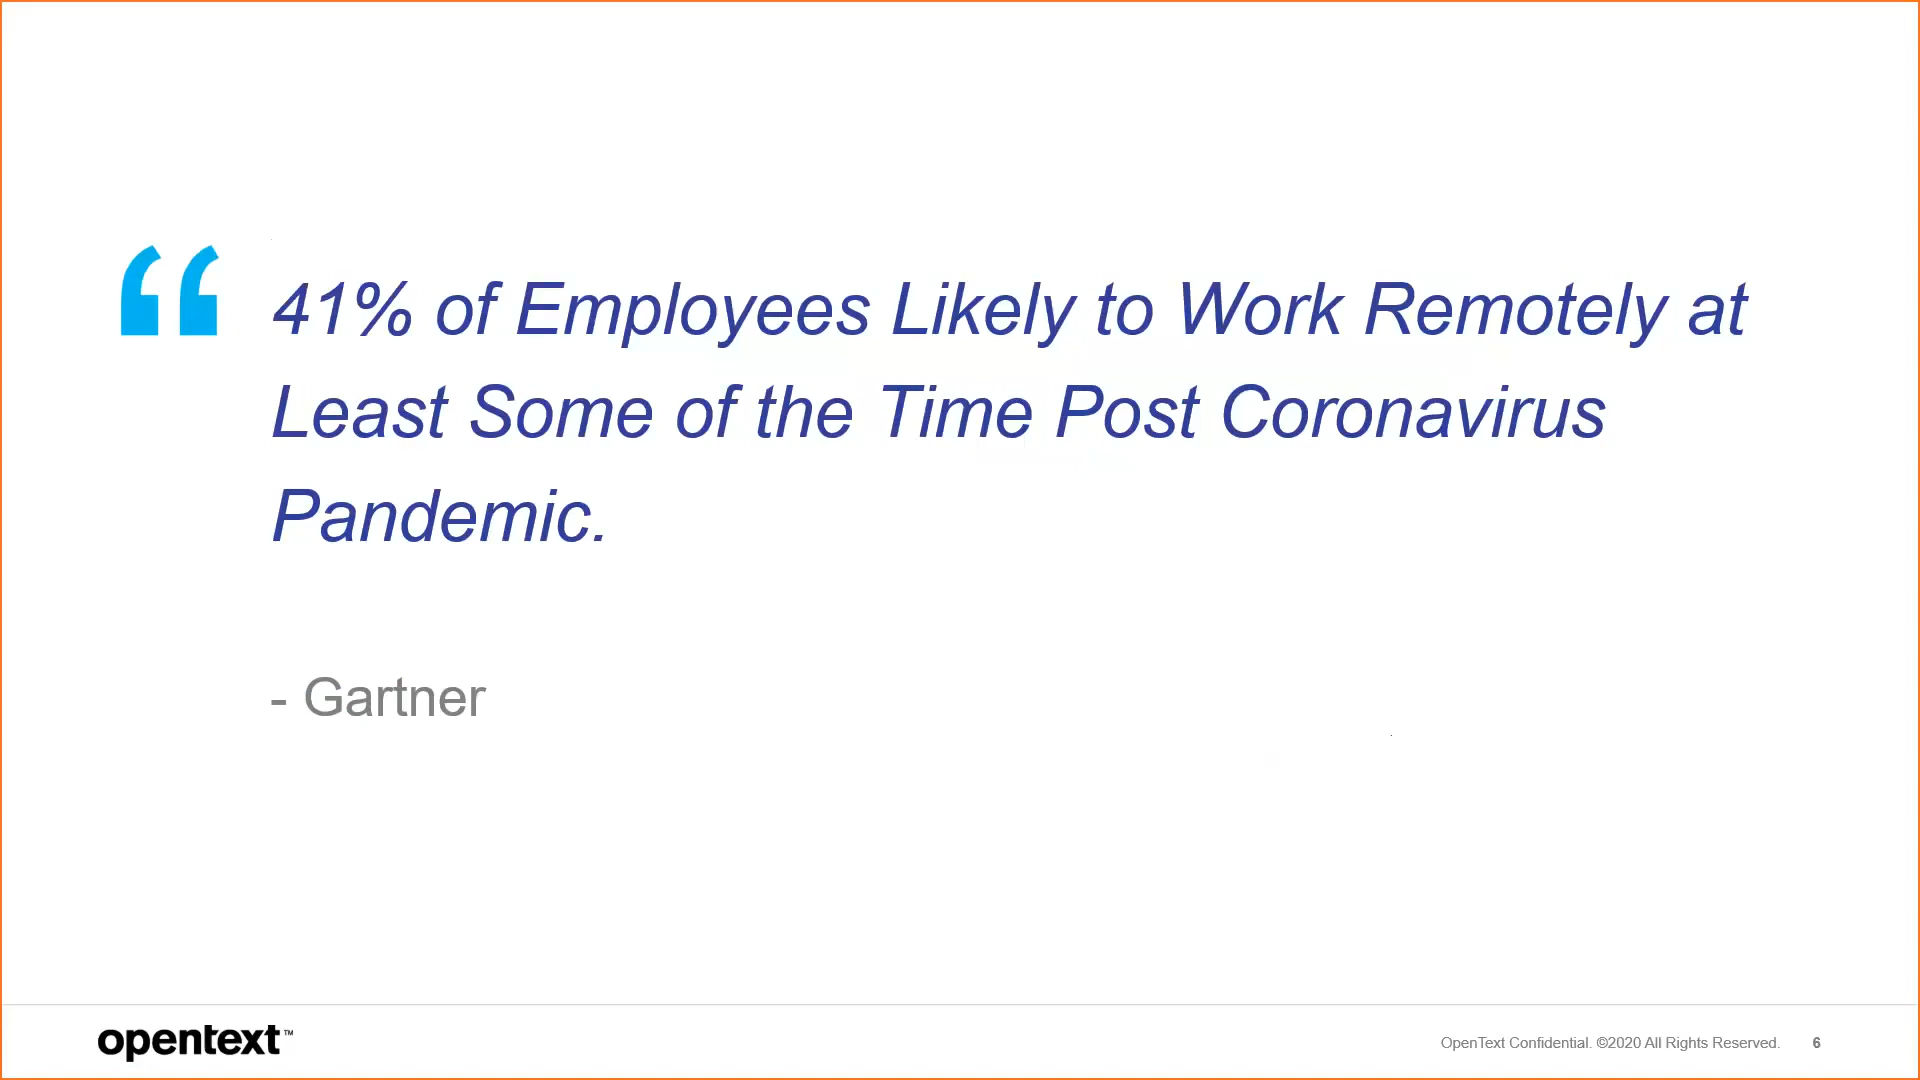 “
41% of Employees Likely to Work Remotely at
Least Some of the Time Post Coronavirus
Pandemic.
- Gartner
opentext™
OpenText Confidential. ©2020 All Rights Reserved. 6